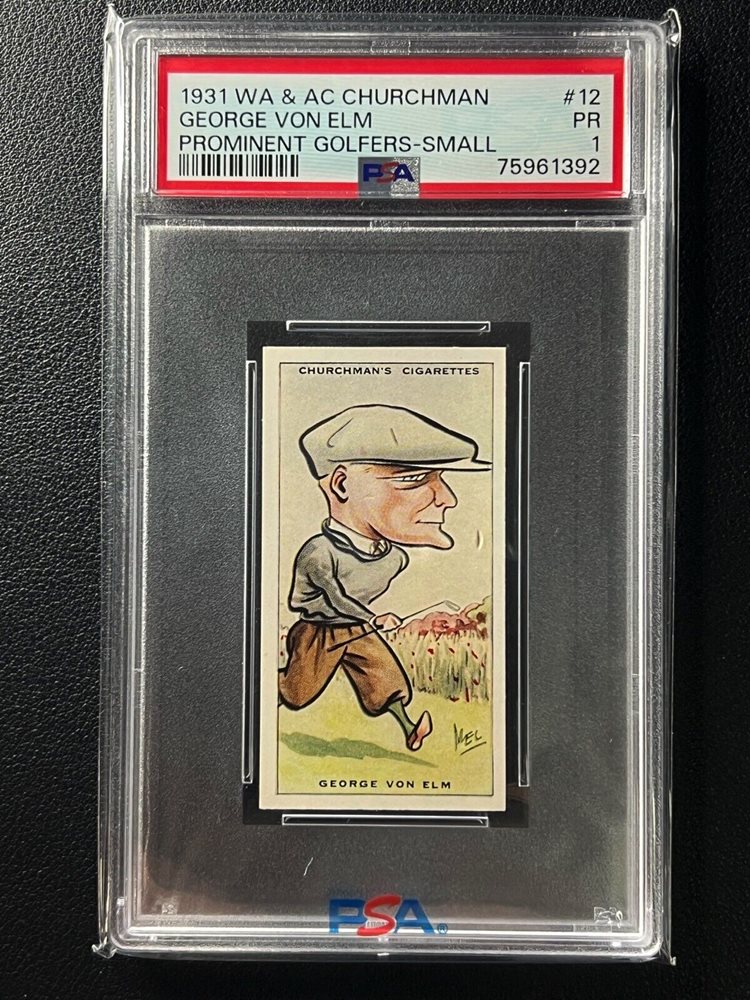 1931 WA & AC CHURCHMAN #12
GEORGE VON ELM PR
PROMINENT GOLFERS-SMALL 1
PSA 75961392
CHURCHMAN'S CIGARETTES
MEL
GEORGE VON ELM
PSA®